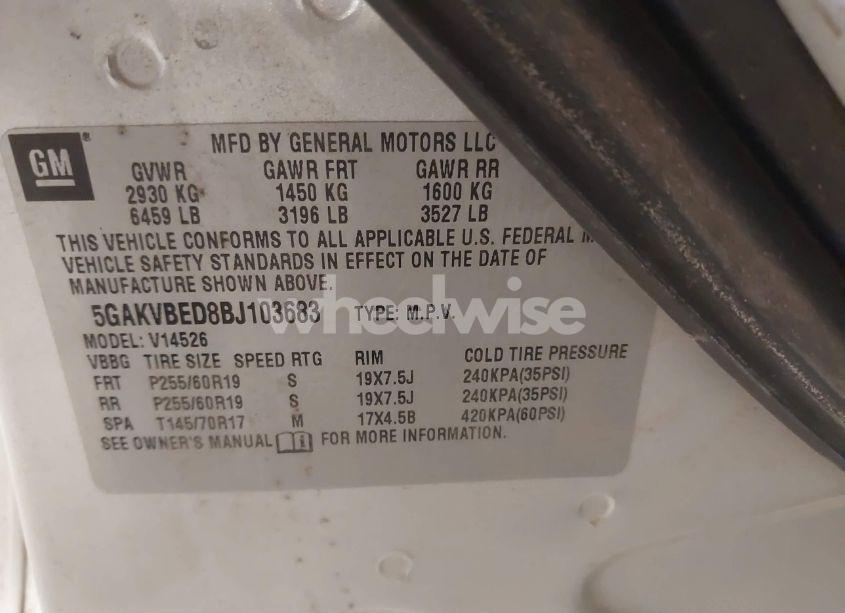 GM
®
MFD BY GENERAL MOTORS LLC
GVWR GAWR FRT GAWR RR
2930 KG 1450 KG 1600 KG
6459 LB 3196 LB 3527 LB
THIS VEHICLE CONFORMS TO ALL APPLICABLE U.S. FEDERAL
VEHICLE SAFETY STANDARDS IN EFFECT ON THE DATE OF
MANUFACTURE SHOWN ABOVE.
5GAKVBED8BJ103683 TYPE: M.P.V.
wheelwise
MODEL: V14526
VBBG TIRE SIZE SPEED RTG RIM COLD TIRE PRESSURE
FRT P255/60R19 S 19X7.5J 240KPA(35PSI)
RR P255/60R19 S 19X7.5J 240KPA(35PSI)
SPA T145/70R17 M 17X4.5B 420KPA(60PSI)
SEE OWNER'S MANUAL FOR MORE INFORMATION.